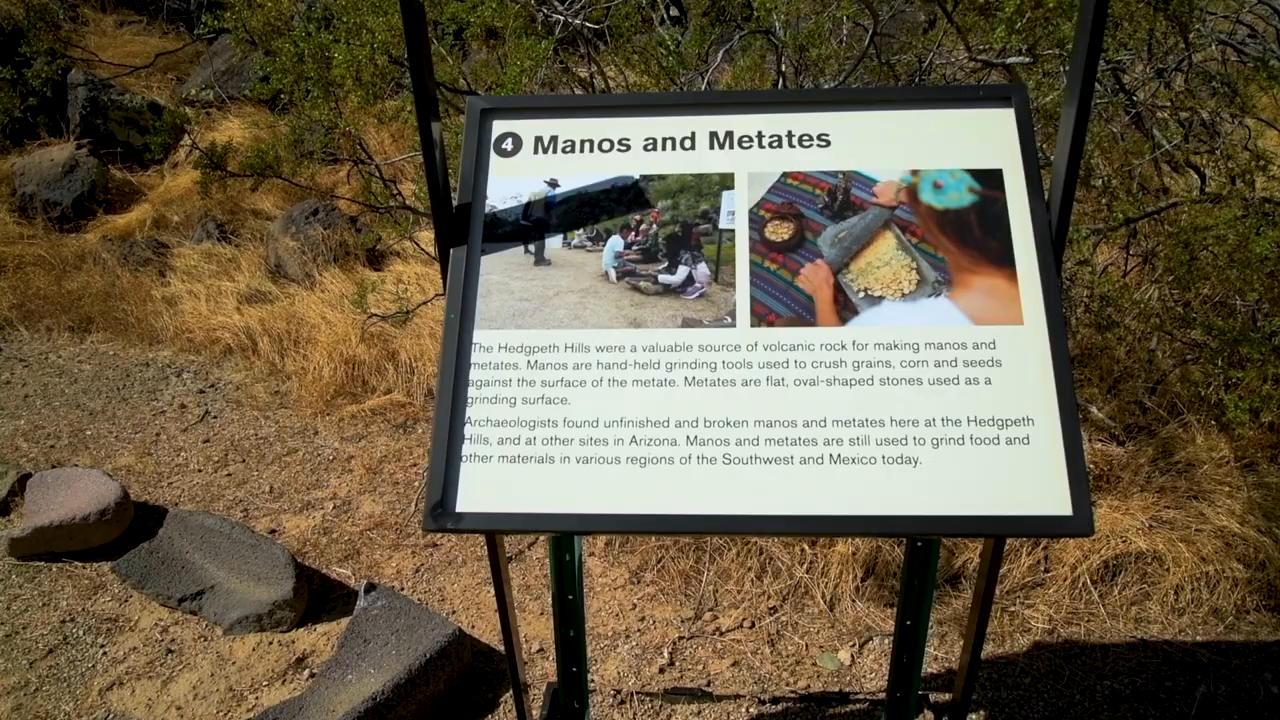 4 Manos and Metates
The Hedgpeth Hills were a valuable source of volcanic rock for making manos and
metates. Manos are hand-held grinding tools used to crush grains, corn and seeds
against the surface of the metate. Metates are flat, oval-shaped stones used as a
grinding surface.
Archaeologists found unfinished and broken manos and metates here at the Hedgpeth
Hills, and at other sites in Arizona. Manos and metates are still used to grind food and
other materials in various regions of the Southwest and Mexico today.